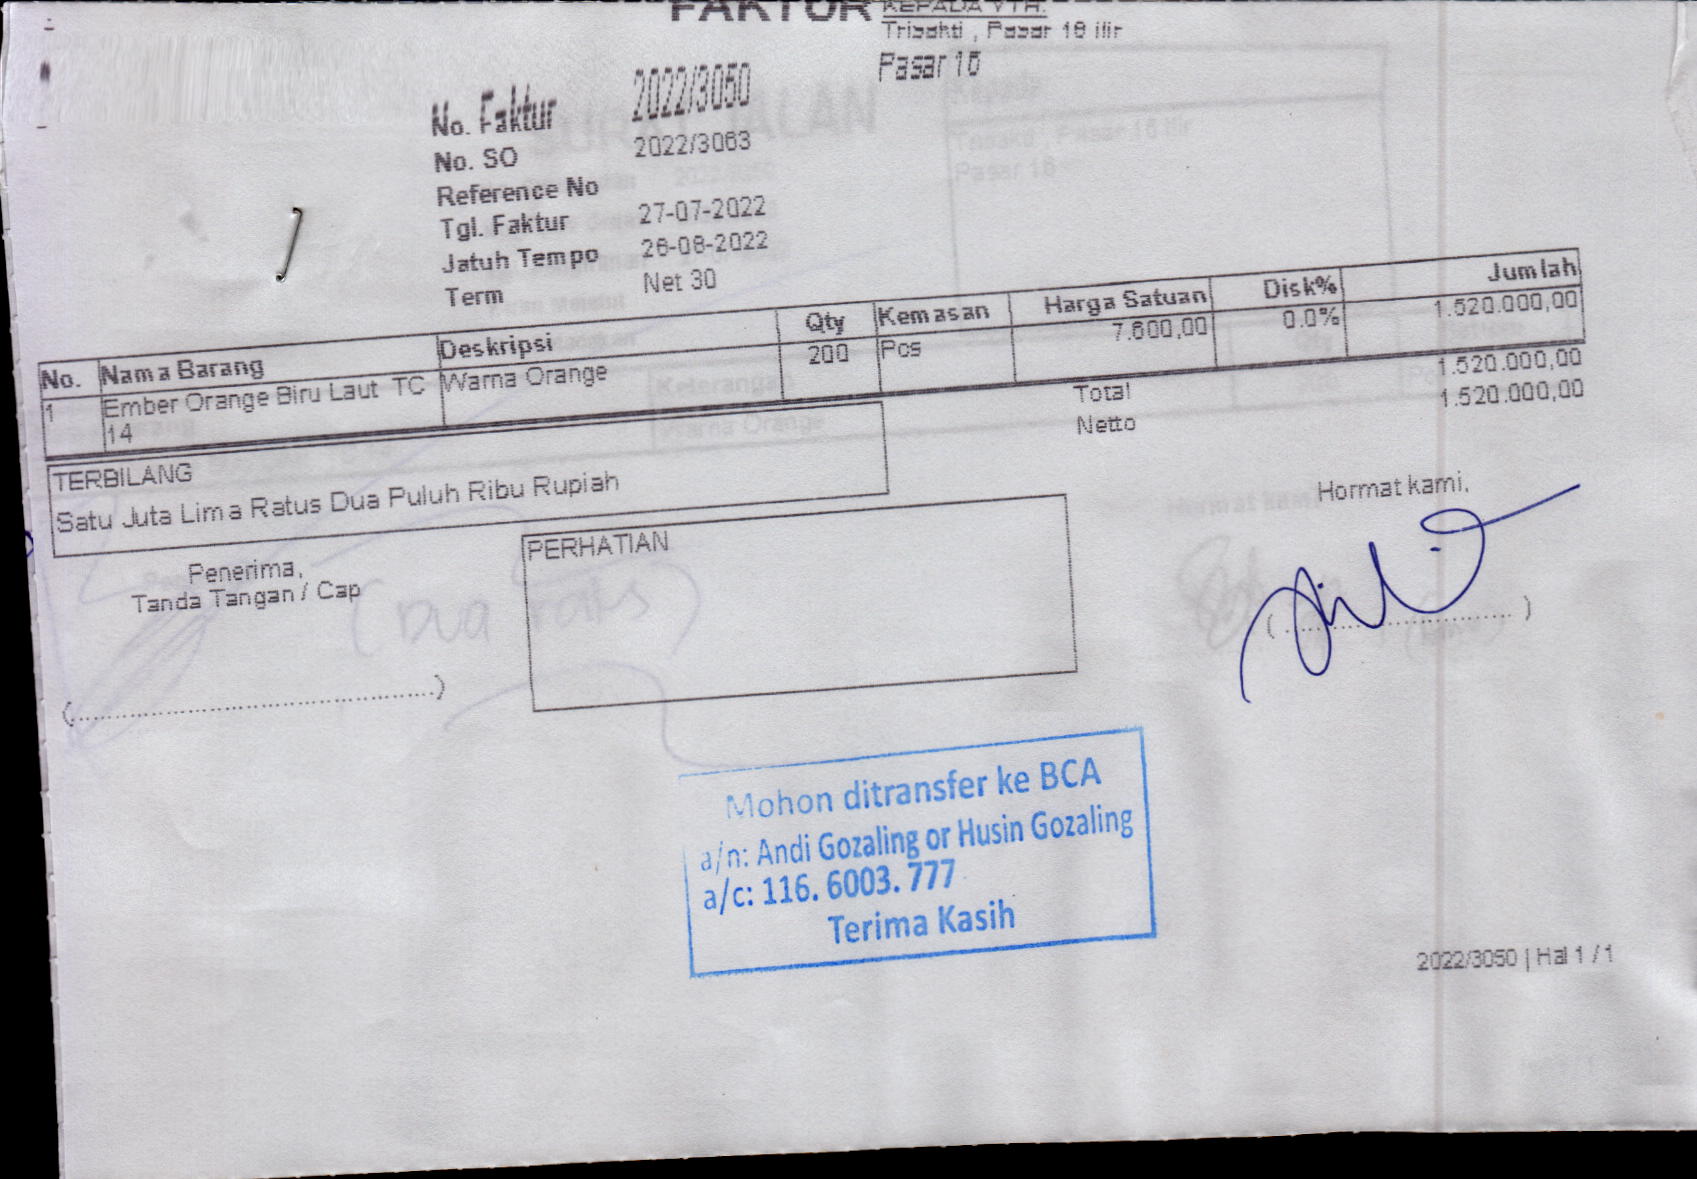 FAKTUR
KEPADA YTH.
Trisakti , Pasar 16 ilir
Pasar 16
No. Faktur 2022/3050
No. SO 2022/3063
Reference No
Tgl. Faktur 27-07-2022
Jatuh Tempo 26-08-2022
Term Net 30
No. Nama Barang Deskripsi Qty Kemasan Harga Satuan Disk% Jumlah
1 Ember Orange Biru Laut TC 14 Warna Orange 200 Pcs 7.600,00 0.0% 1.520.000,00
Total 1.520.000,00
Netto 1.520.000,00
TERBILANG
Satu Juta Lima Ratus Dua Puluh Ribu Rupiah
Penerima,
Tanda Tangan / Cap
(........................................)
PERHATIAN
Hormat kami,
(........................................)
Mohon ditransfer ke BCA
a/n: Andi Gozaling or Husin Gozaling
a/c: 116. 6003. 777
Terima Kasih
2022/3050 | Hal 1 / 1